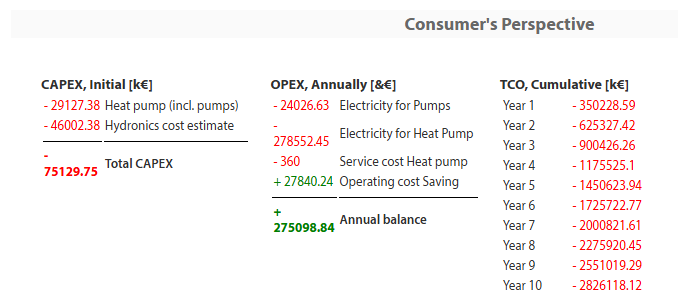 Consumer's Perspective
CAPEX, Initial [k€]
- 29127.38 Heat pump (incl. pumps)
- 46002.38 Hydronics cost estimate
-
75129.75 Total CAPEX
OPEX, Annually [&€]
- 24026.63 Electricity for Pumps
-
278552.45 Electricity for Heat Pump
- 360 Service cost Heat pump
+ 27840.24 Operating cost Saving
+
275098.84 Annual balance
TCO, Cumulative [k€]
Year 1 - 350228.59
Year 2 - 625327.42
Year 3 - 900426.26
Year 4 - 1175525.1
Year 5 - 1450623.94
Year 6 - 1725722.77
Year 7 - 2000821.61
Year 8 - 2275920.45
Year 9 - 2551019.29
Year 10 - 2826118.12